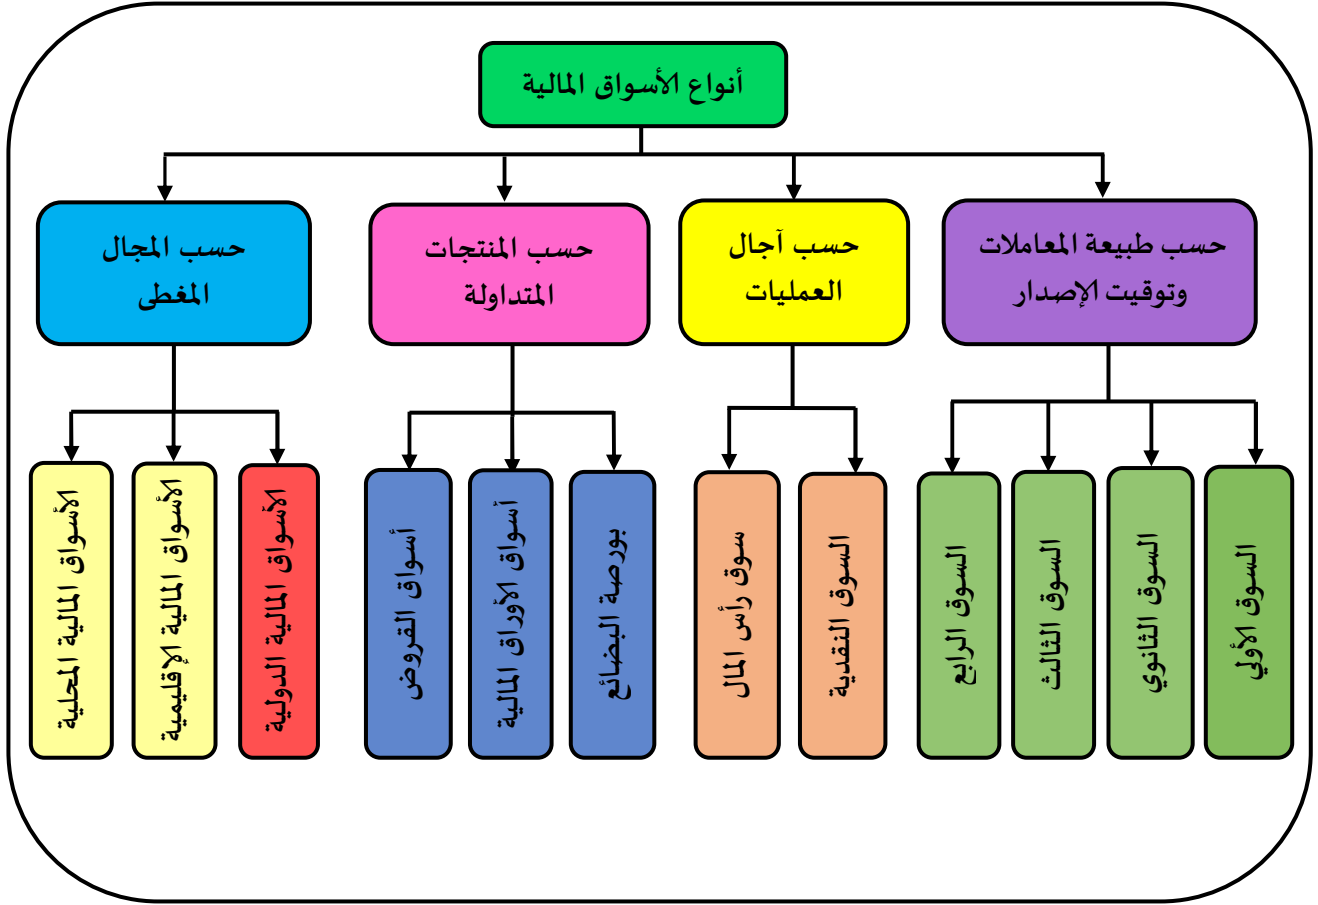 أنواع الأسواق المالية
حسب طبيعة المعاملات
وتوقيت الإصدار
حسب آجال
العمليات
حسب المنتجات
المتداولة
حسب المجال
المغطى
السوق الأولي
السوق الثانوي
السوق الثالث
السوق الرابع
السوق النقدية
سوق رأس المال
بورصة البضائع
أسواق الأوراق المالية
أسواق القروض
الأسواق المالية الدولية
الأسواق المالية الإقليمية
الأسواق المالية المحلية